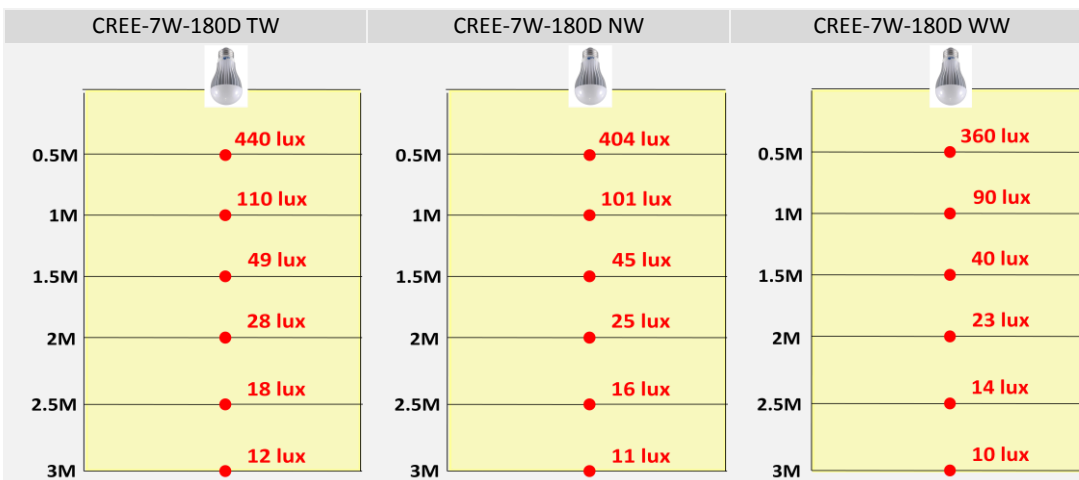 CREE-7W-180D TW
0.5M 440 lux
1M 110 lux
1.5M 49 lux
2M 28 lux
2.5M 18 lux
3M 12 lux
CREE-7W-180D NW
0.5M 404 lux
1M 101 lux
1.5M 45 lux
2M 25 lux
2.5M 16 lux
3M 11 lux
CREE-7W-180D WW
0.5M 360 lux
1M 90 lux
1.5M 40 lux
2M 23 lux
2.5M 14 lux
3M 10 lux